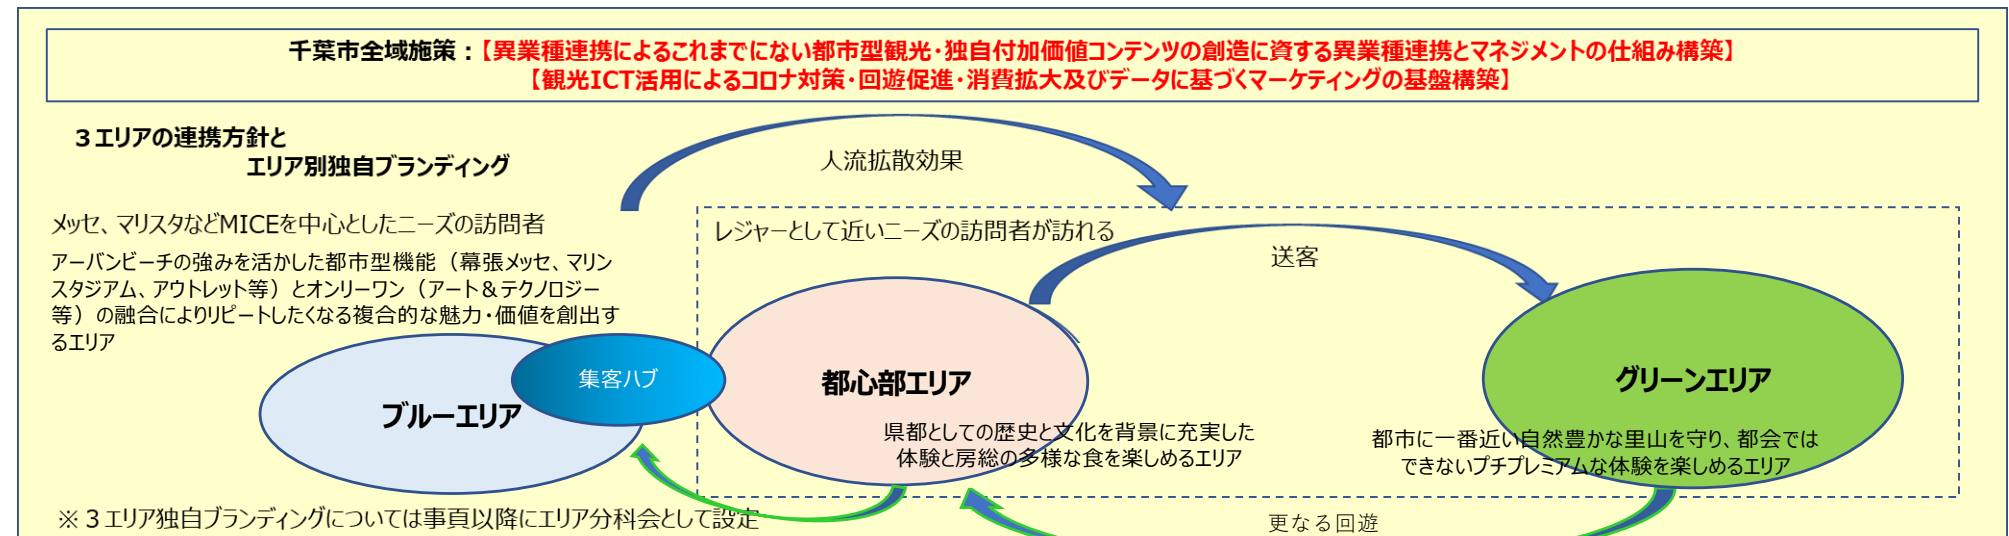 千葉市全域施策：【異業種連携によるこれまでにない都市型観光・独自付加価値コンテンツの創造に資する異業種連携とマネジメントの仕組み構築】
【観光ICT活用によるコロナ対策・回遊促進・消費拡大及びデータに基づくマーケティングの基盤構築】
３エリアの連携方針と
エリア別独自ブランディング
人流拡散効果
メッセ、マリスタなどMICEを中心としたニーズの訪問者
アーバンビーチの強みを活かした都市型機能（幕張メッセ、マリン
スタジアム、アウトレット等）とオンリーワン（アート＆テクノロジー
等）の融合によりリピートしたくなる複合的な魅力・価値を創出す
るエリア
レジャーとして近いニーズの訪問者が訪れる
送客
集客ハブ
ブルーエリア
都心部エリア
県都としての歴史と文化を背景に充実した
体験と房総の多様な食を楽しめるエリア
グリーンエリア
都市に一番近い自然豊かな里山を守り、都会では
できないプチプレミアムな体験を楽しめるエリア
※３エリア独自ブランディングについては事頁以降にエリア分科会として設定
更なる回遊